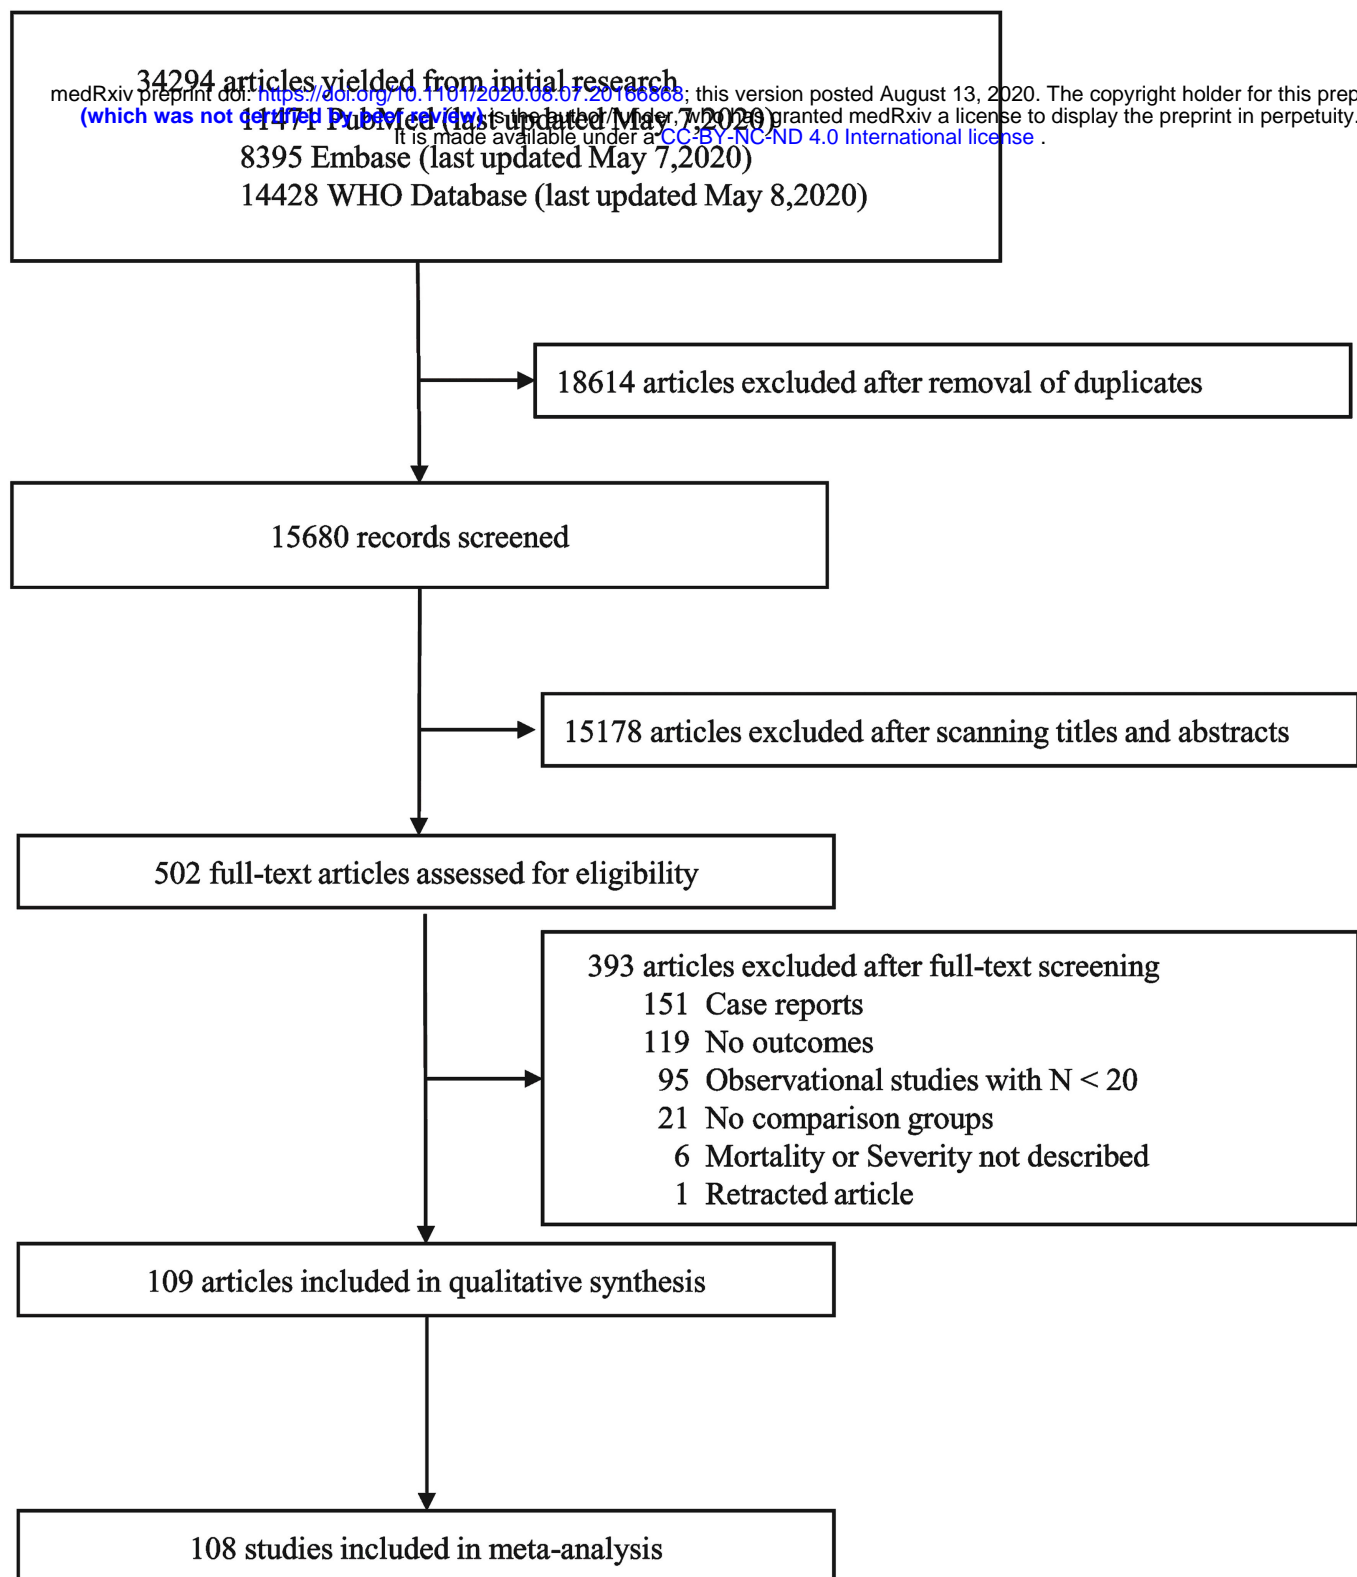 34294 articles yielded from initial research
medRxiv preprint doi: https://doi.org/10.1101/2020.08.07.20166868; this version posted August 13, 2020. The copyright holder for this prep
(which was not certified by peer review) is the author/funder, who has granted medRxiv a license to display the preprint in perpetuity.
11471 PubMed (last updated May 7,2020)
It is made available under a CC-BY-NC-ND 4.0 International license .
8395 Embase (last updated May 7,2020)
14428 WHO Database (last updated May 8,2020)
18614 articles excluded after removal of duplicates
15680 records screened
15178 articles excluded after scanning titles and abstracts
502 full-text articles assessed for eligibility
393 articles excluded after full-text screening
151 Case reports
119 No outcomes
95 Observational studies with N < 20
21 No comparison groups
6 Mortality or Severity not described
1 Retracted article
109 articles included in qualitative synthesis
108 studies included in meta-analysis